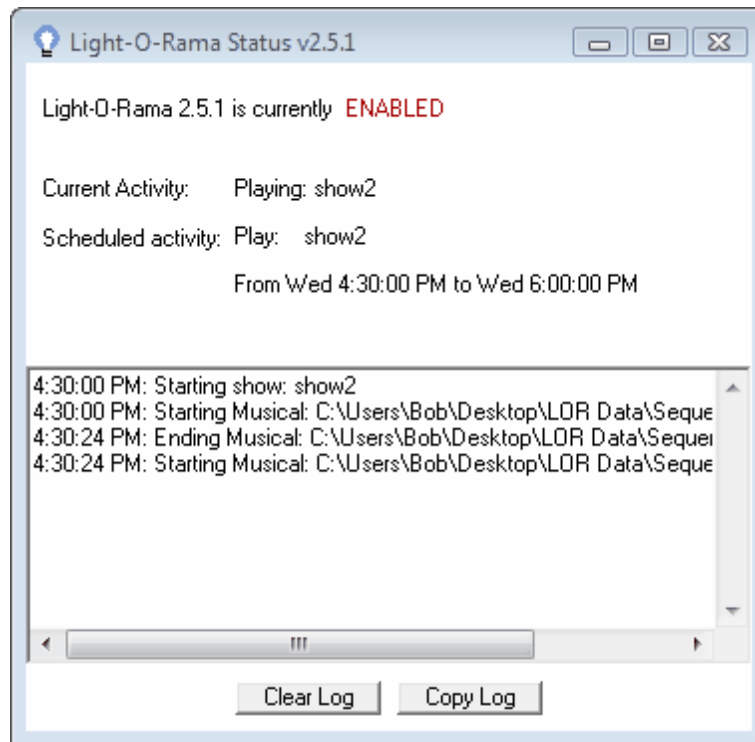 Light-O-Rama Status v2.5.1
Light-O-Rama 2.5.1 is currently ENABLED
Current Activity: Playing: show2
Scheduled activity: Play: show2
From Wed 4:30:00 PM to Wed 6:00:00 PM
4:30:00 PM: Starting show: show2
4:30:00 PM: Starting Musical: C:\Users\Bob\Desktop\LOR Data\Seque
4:30:24 PM: Ending Musical: C:\Users\Bob\Desktop\LOR Data\Sequer
4:30:24 PM: Starting Musical: C:\Users\Bob\Desktop\LOR Data\Seque
Clear Log Copy Log